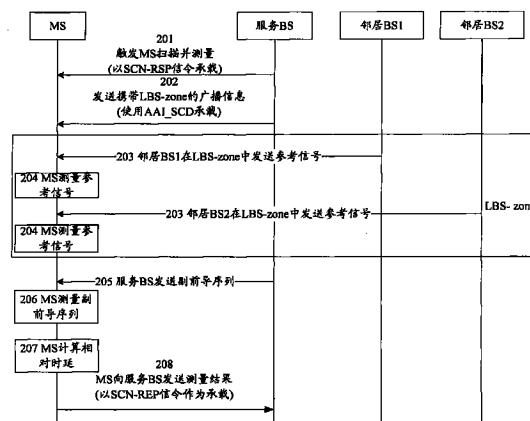 MS
服务BS
邻居BS1
邻居BS2
201
触发MS扫描并测量
(以SCN-RSP信令承载)
202
发送携带LBS-zone的广播信息
(使用AAI_SCD承载)
203 邻居BS1在LBS-zone中发送参考信号
204 MS测量参
考信号
203 邻居BS2在LBS-zone中发送参考信号
LBS- zone
204 MS测量参
考信号
205 服务BS发送副前导序列
206 MS测量副
前导序列
207 MS计算相
对时延
208
MS向服务BS发送测量结果
(以SCN-REP信令作为承载)